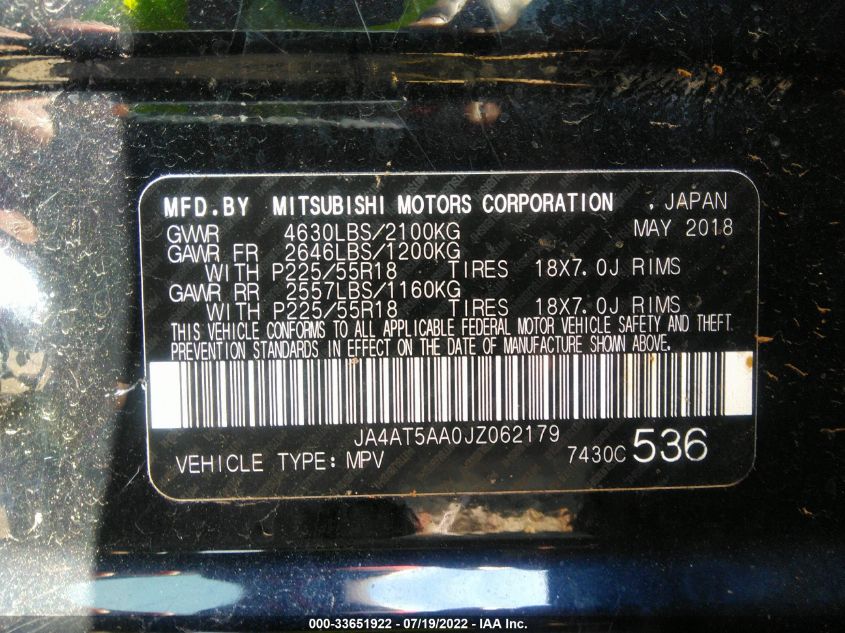 MFD.BY MITSUBISHI MOTORS CORPORATION , JAPAN
GVWR 4630LBS/2100KG MAY 2018
GAWR FR 2646LBS/1200KG
WITH P225/55R18 TIRES 18X7.0J RIMS
GAWR RR 2557LBS/1160KG
WITH P225/55R18 TIRES 18X7.0J RIMS
THIS VEHICLE CONFORMS TO ALL APPLICABLE FEDERAL MOTOR VEHICLE SAFETY AND THEFT
PREVENTION STANDARDS IN EFFECT ON THE DATE OF MANUFACTURE SHOWN ABOVE.
JA4AT5AA0JZ062179
VEHICLE TYPE: MPV 7430C 536
000-33651922 - 07/19/2022 - IAA Inc.